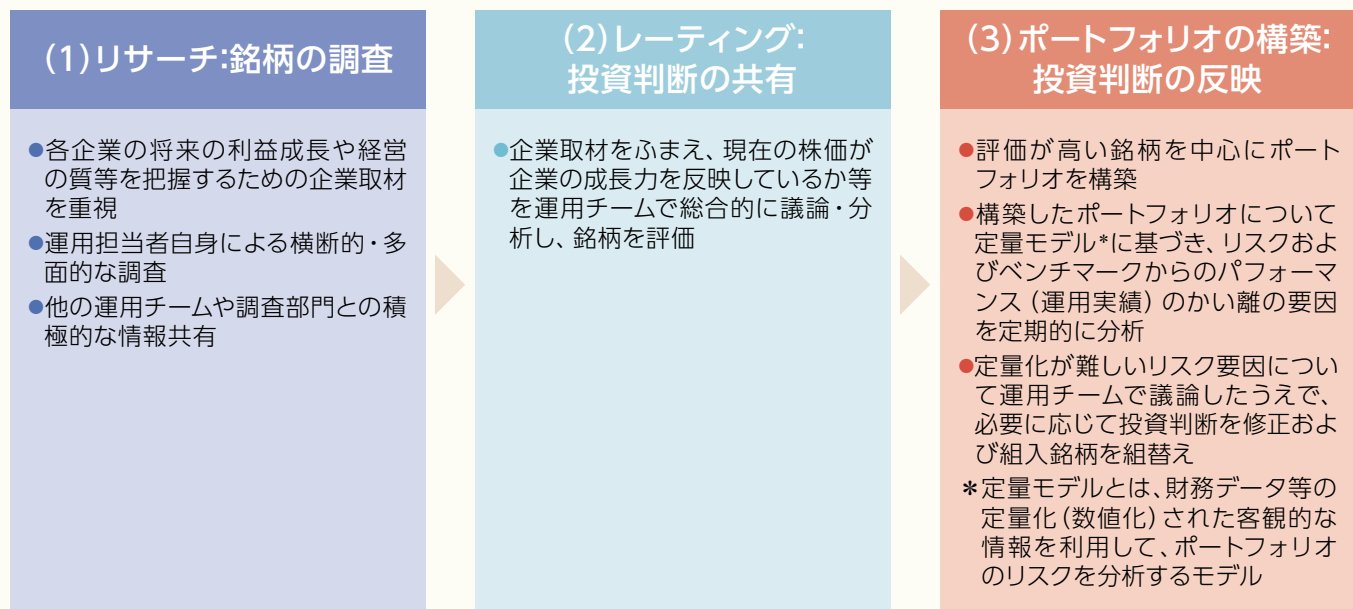 (1)リサーチ:銘柄の調査
●各企業の将来の利益成長や経営
の質等を把握するための企業取材
を重視
●運用担当者自身による横断的・多
面的な調査
●他の運用チームや調査部門との積
極的な情報共有
(2)レーティング:
投資判断の共有
●企業取材をふまえ、現在の株価が
企業の成長力を反映しているか等
を運用チームで総合的に議論・分
析し、銘柄を評価
(3)ポートフォリオの構築:
投資判断の反映
●評価が高い銘柄を中心にポート
フォリオを構築
●構築したポートフォリオについて
定量モデル*に基づき、リスクおよ
びベンチマークからのパフォーマ
ンス(運用実績)のかい離の要因
を定期的に分析
●定量化が難しいリスク要因につい
て運用チームで議論したうえで、
必要に応じて投資判断を修正およ
び組入銘柄を組替え
*定量モデルとは、財務データ等の
定量化(数値化)された客観的な
情報を利用して、ポートフォリオ
のリスクを分析するモデル